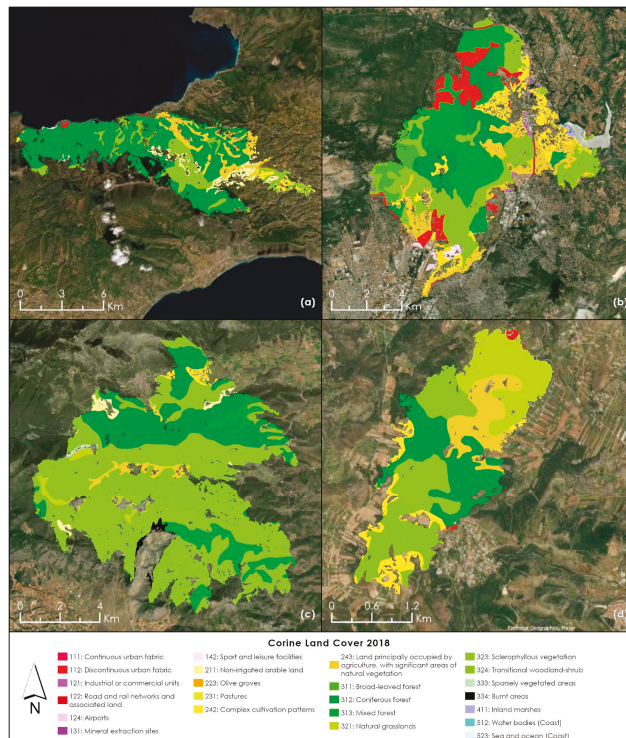 0 3 6
Km
(a)
0 2 4
Km
(b)
0 2 4
Km
(c)
0 0.6 1.2
Km
(d)
Earthstar Geographics, Maxar
Corine Land Cover 2018
N
111: Continuous urban fabric
112: Discontinuous urban fabric
121: Industrial or commercial units
122: Road and rail networks and
associated land
124: Airports
131: Mineral extraction sites
142: Sport and leisure facilities
211: Non-irrigated arable land
223: Olive groves
231: Pastures
242: Complex cultivation patterns
243: Land principally occupied by
agriculture, with significant areas of
natural vegetation
311: Broad-leaved forest
312: Coniferous forest
313: Mixed forest
321: Natural grasslands
323: Sclerophyllous vegetation
324: Transitional woodland-shrub
333: Sparsely vegetated areas
334: Burnt areas
411: Inland marshes
512: Water bodies (Coast)
523: Sea and ocean (Coast)